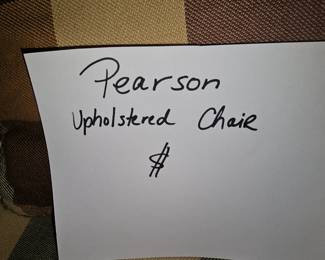 Pearson
Upholstered Chair
$